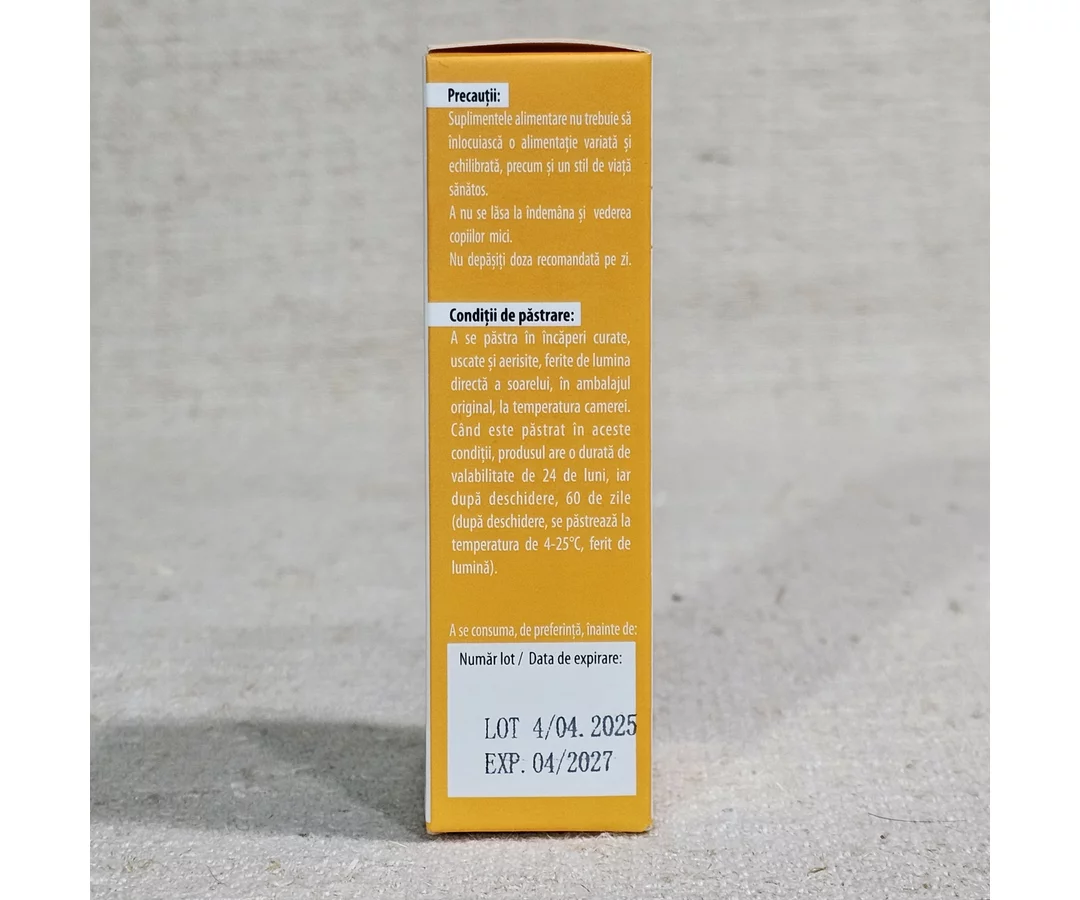 Precauții:
Suplimentele alimentare nu trebuie să
înlocuiască o alimentație variată și
echilibrată, precum și un stil de viață
sănătos.
A nu se lăsa la îndemâna și vederea
copiilor mici.
Nu depășiți doza recomandată pe zi.
Condiții de păstrare:
A se păstra în încăperi curate,
uscate și aerisite, ferite de lumina
directă a soarelui, în ambalajul
original, la temperatura camerei.
Când este păstrat în aceste
condiții, produsul are o durată de
valabilitate de 24 de luni, iar
după deschidere, 60 de zile
(după deschidere, se păstrează la
temperatura de 4-25°C, ferit de
lumină).
A se consuma, de preferință, înainte de:
Număr lot / Data de expirare:
LOT 4/04. 2025
EXP. 04/2027